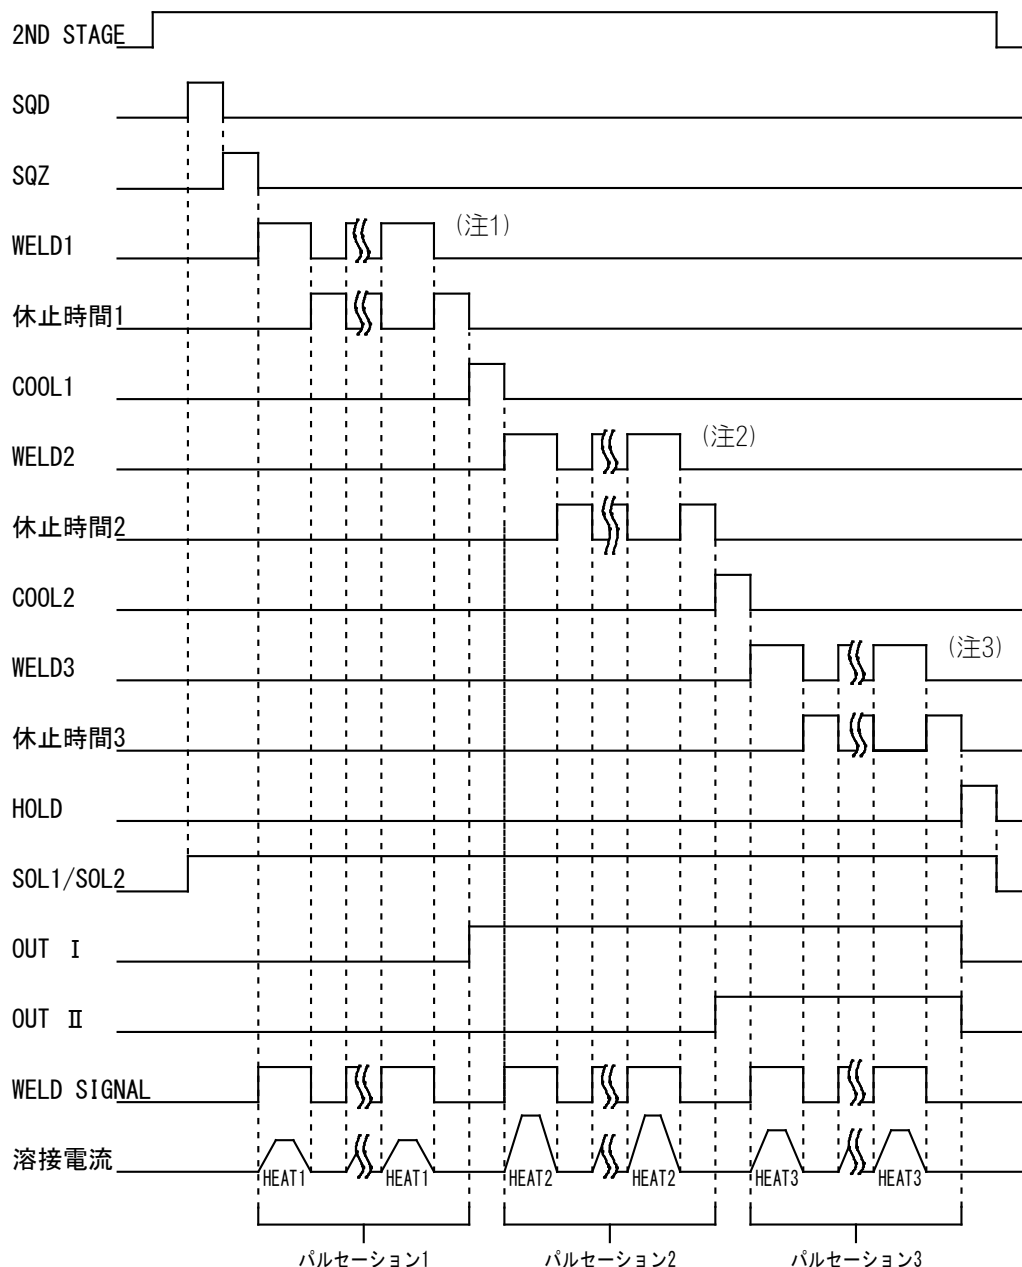 2ND STAGE
SQD
SQZ
WELD1 (注1)
休止時間1
COOL1
WELD2 (注2)
休止時間2
COOL2
WELD3 (注3)
休止時間3
HOLD
SOL1/SOL2
OUT Ⅰ
OUT Ⅱ
WELD SIGNAL
溶接電流 HEAT1 HEAT1 HEAT2 HEAT2 HEAT3 HEAT3
パルセーション1 パルセーション2 パルセーション3